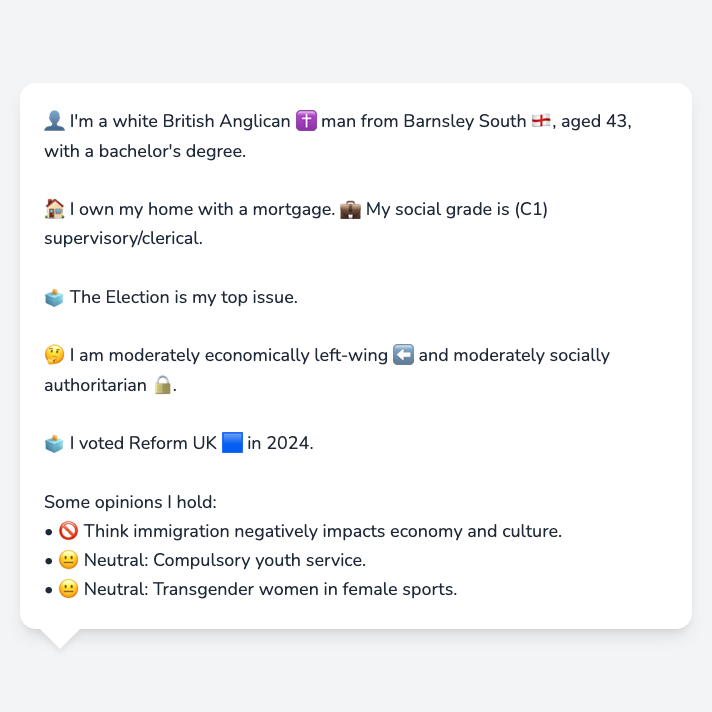 👤 I'm a white British Anglican ✝️ man from Barnsley South 🏴󠁧󠁢󠁥󠁮󠁧󠁿, aged 43,
with a bachelor's degree.
🏠 I own my home with a mortgage. 💼 My social grade is (C1)
supervisory/clerical.
🗳️ The Election is my top issue.
🤔 I am moderately economically left-wing ⬅️ and moderately socially
authoritarian 🔒.
🗳️ I voted Reform UK 🟦 in 2024.
Some opinions I hold:
• 🚫 Think immigration negatively impacts economy and culture.
• 😐 Neutral: Compulsory youth service.
• 😐 Neutral: Transgender women in female sports.